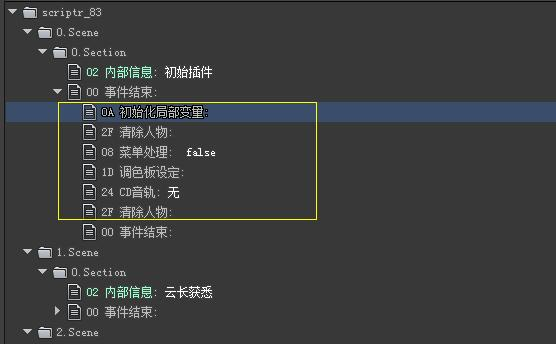 scriptr_83
0.Scene
0.Section
02 内部信息: 初始插件
00 事件结束:
0A 初始化局部变量:
2F 清除人物:
08 菜单处理: false
1D 调色板设定:
24 CD音轨: 无
2F 清除人物:
00 事件结束:
1.Scene
0.Section
02 内部信息: 云长获悉
00 事件结束:
2.Scene